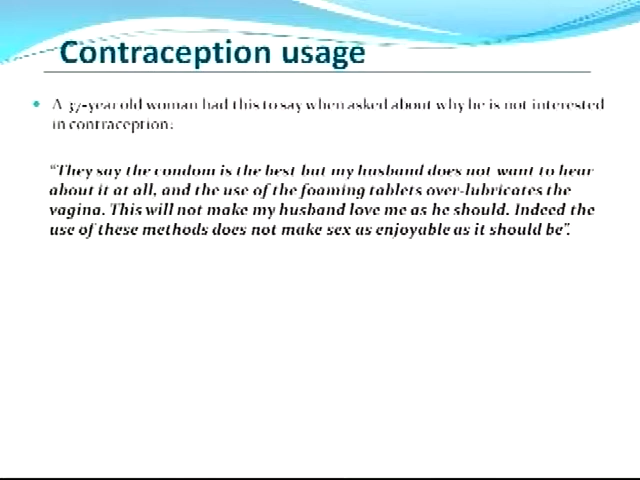 Contraception usage
A 37-year old woman had this to say when asked about why he is not interested
in contraception:
“They say the condom is the best but my husband does not want to hear
about it at all, and the use of the foaming tablets over-lubricates the
vagina. This will not make my husband love me as he should. Indeed the
use of these methods does not make sex as enjoyable as it should be”.